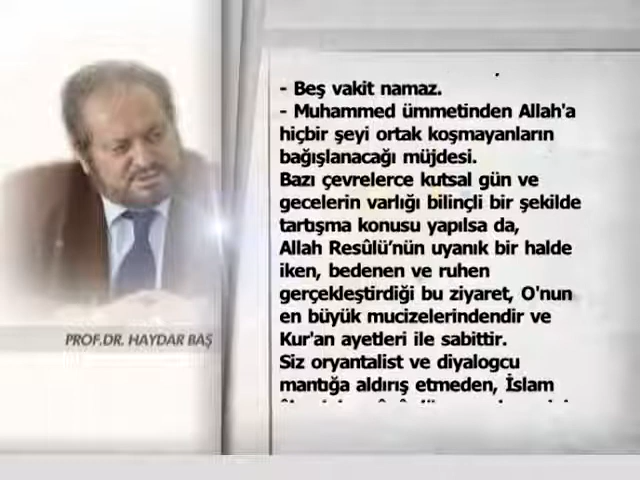 - Beş vakit namaz.
- Muhammed ümmetinden Allah'a
hiçbir şeyi ortak koşmayanların
bağışlanacağı müjdesi.
Bazı çevrelerce kutsal gün ve
gecelerin varlığı bilinçli bir şekilde
tartışma konusu yapılsa da,
Allah Resûlü'nün uyanık bir halde
iken, bedenen ve ruhen
gerçekleştirdiği bu ziyaret, O'nun
en büyük mucizelerindendir ve
Kur'an ayetleri ile sabittir.
Siz oryantalist ve diyalogcu
mantığa aldırış etmeden, İslam
PROF.DR. HAYDAR BAŞ